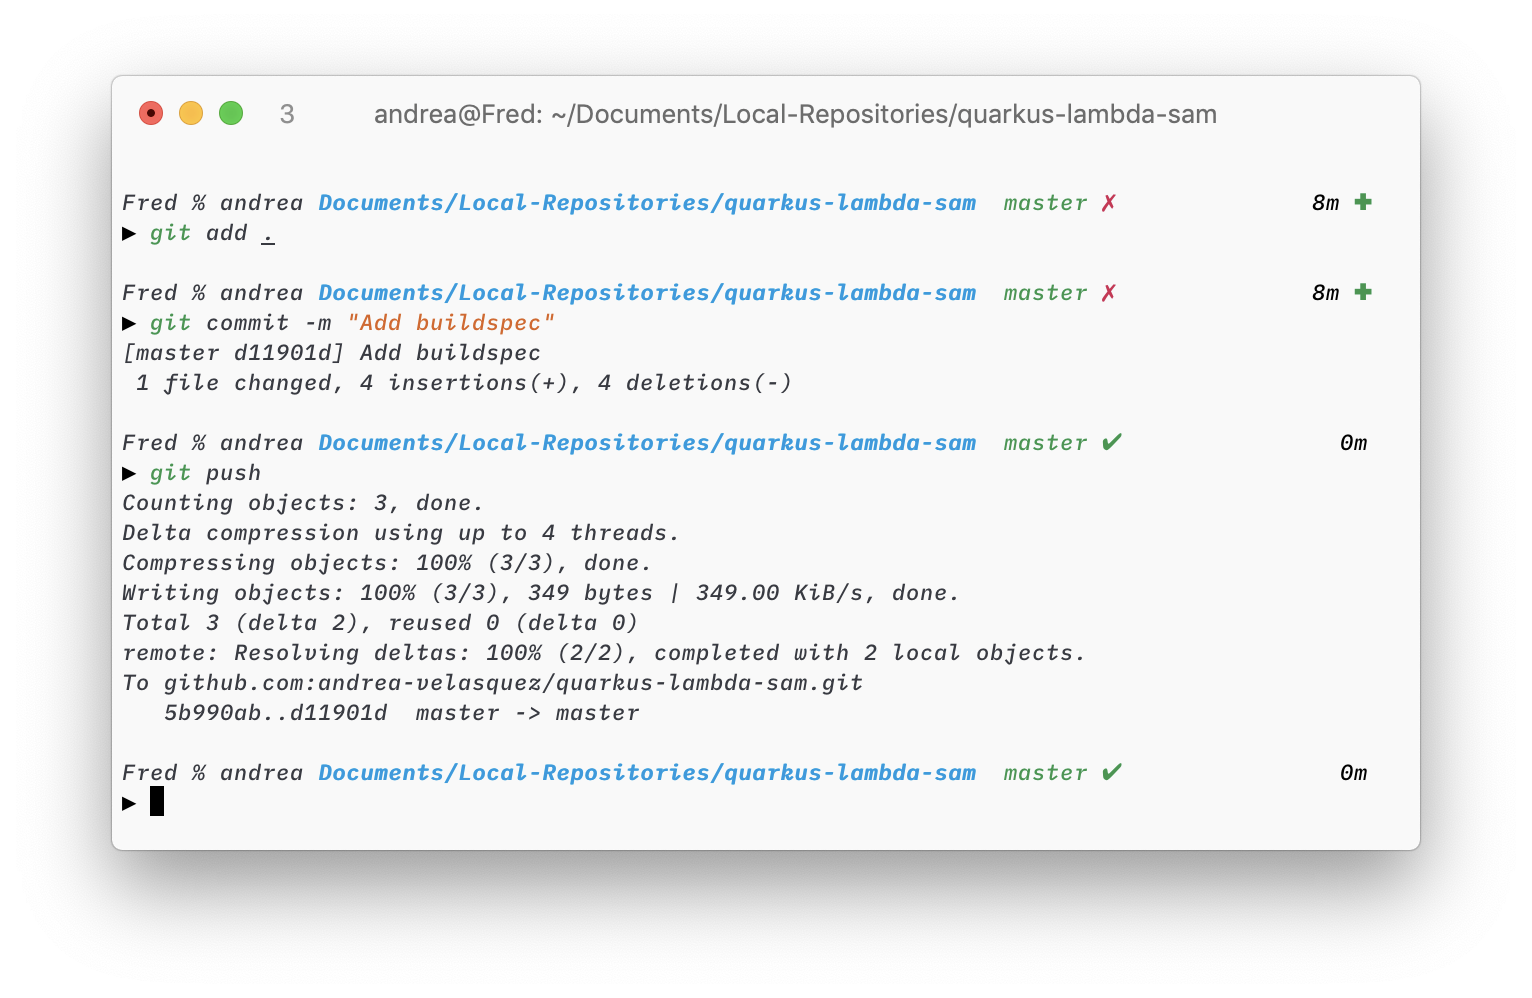 3 andrea@Fred: ~/Documents/Local-Repositories/quarkus-lambda-sam
Fred % andrea Documents/Local-Repositories/quarkus-lambda-sam master ✗ 8m ✚
▶ git add .
Fred % andrea Documents/Local-Repositories/quarkus-lambda-sam master ✗ 8m ✚
▶ git commit -m "Add buildspec"
[master d11901d] Add buildspec
1 file changed, 4 insertions(+), 4 deletions(-)
Fred % andrea Documents/Local-Repositories/quarkus-lambda-sam master ✔ 0m
▶ git push
Counting objects: 3, done.
Delta compression using up to 4 threads.
Compressing objects: 100% (3/3), done.
Writing objects: 100% (3/3), 349 bytes | 349.00 KiB/s, done.
Total 3 (delta 2), reused 0 (delta 0)
remote: Resolving deltas: 100% (2/2), completed with 2 local objects.
To github.com:andrea-velasquez/quarkus-lambda-sam.git
5b990ab..d11901d master -> master
Fred % andrea Documents/Local-Repositories/quarkus-lambda-sam master ✔ 0m
▶